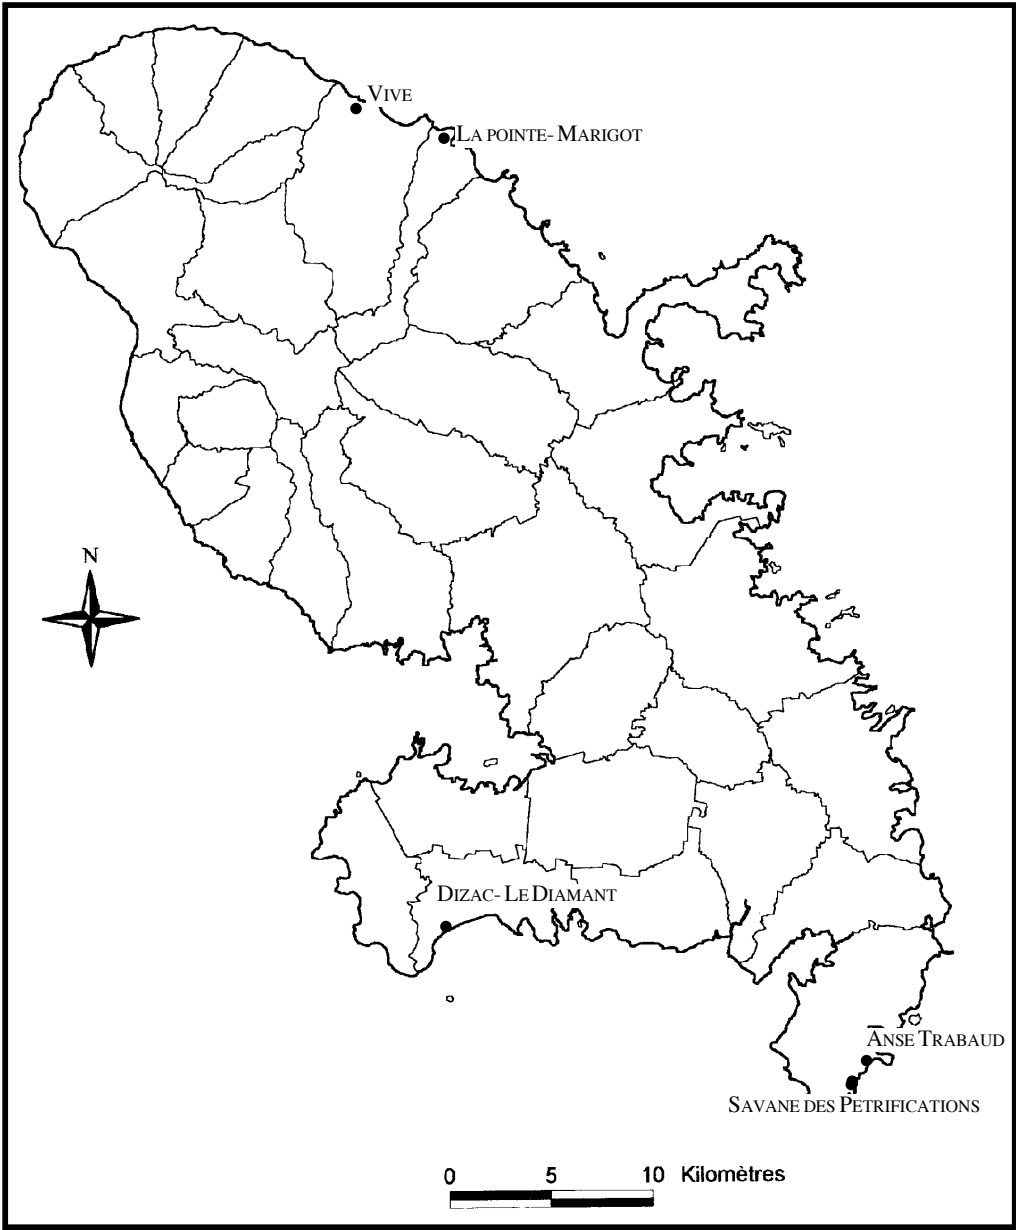 VIVE
LA POINTE-MARIGOT
N
DIZAC-LE DIAMANT
ANSE TRABAUD
SAVANE DES PETRIFICATIONS
0 5 10 Kilomètres